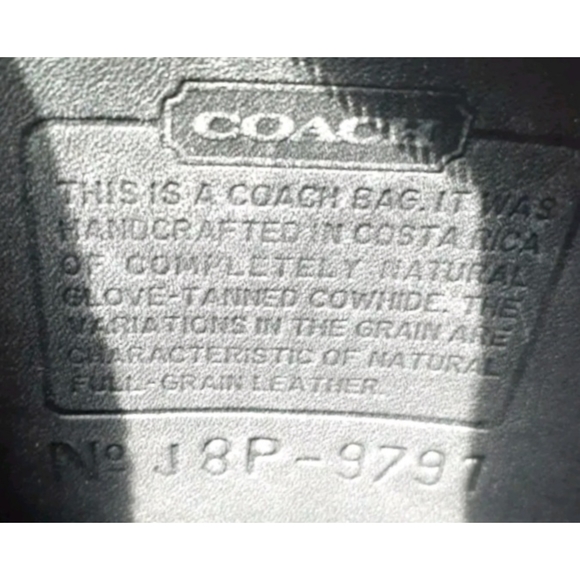 COACH
THIS IS A COACH BAG. IT WAS
HANDCRAFTED IN COSTA RICA
OF COMPLETELY NATURAL
GLOVE-TANNED COWHIDE. THE
VARIATIONS IN THE GRAIN ARE
CHARACTERISTIC OF NATURAL
FULL-GRAIN LEATHER.
Nº J8P-9797